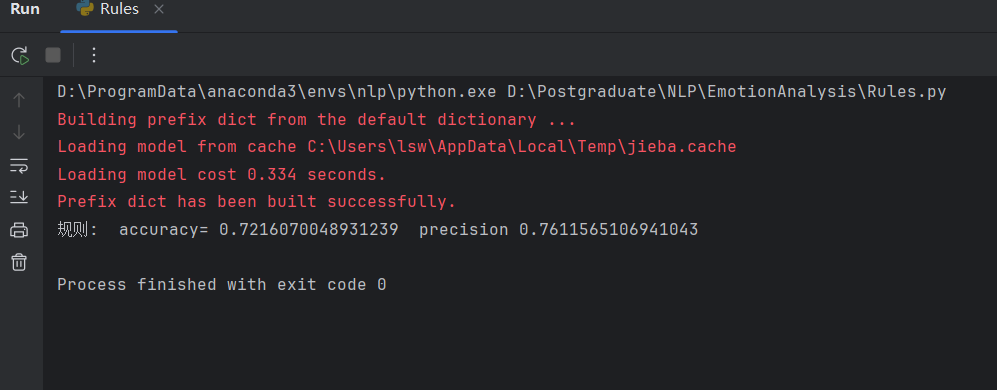 Run Rules
D:\ProgramData\anaconda3\envs\nlp\python.exe D:\Postgraduate\NLP\EmotionAnalysis\Rules.py
Building prefix dict from the default dictionary ...
Loading model from cache C:\Users\lsw\AppData\Local\Temp\jieba.cache
Loading model cost 0.334 seconds.
Prefix dict has been built successfully.
规则: accuracy= 0.7216070048931239 precision 0.7611565106941043
Process finished with exit code 0